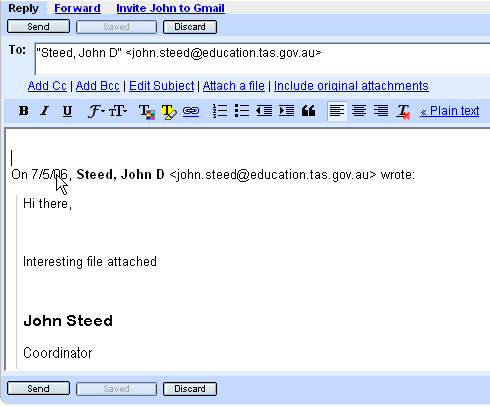 Reply Forward Invite John to Gmail
Send Saved Discard
To: "Steed, John D" <john.steed@education.tas.gov.au>
Add Cc | Add Bcc | Edit Subject | Attach a file | Include original attachments
B I U F T T T « Plain text
On 7/5/06, Steed, John D <john.steed@education.tas.gov.au> wrote:
Hi there,
Interesting file attached
John Steed
Coordinator
Send Saved Discard